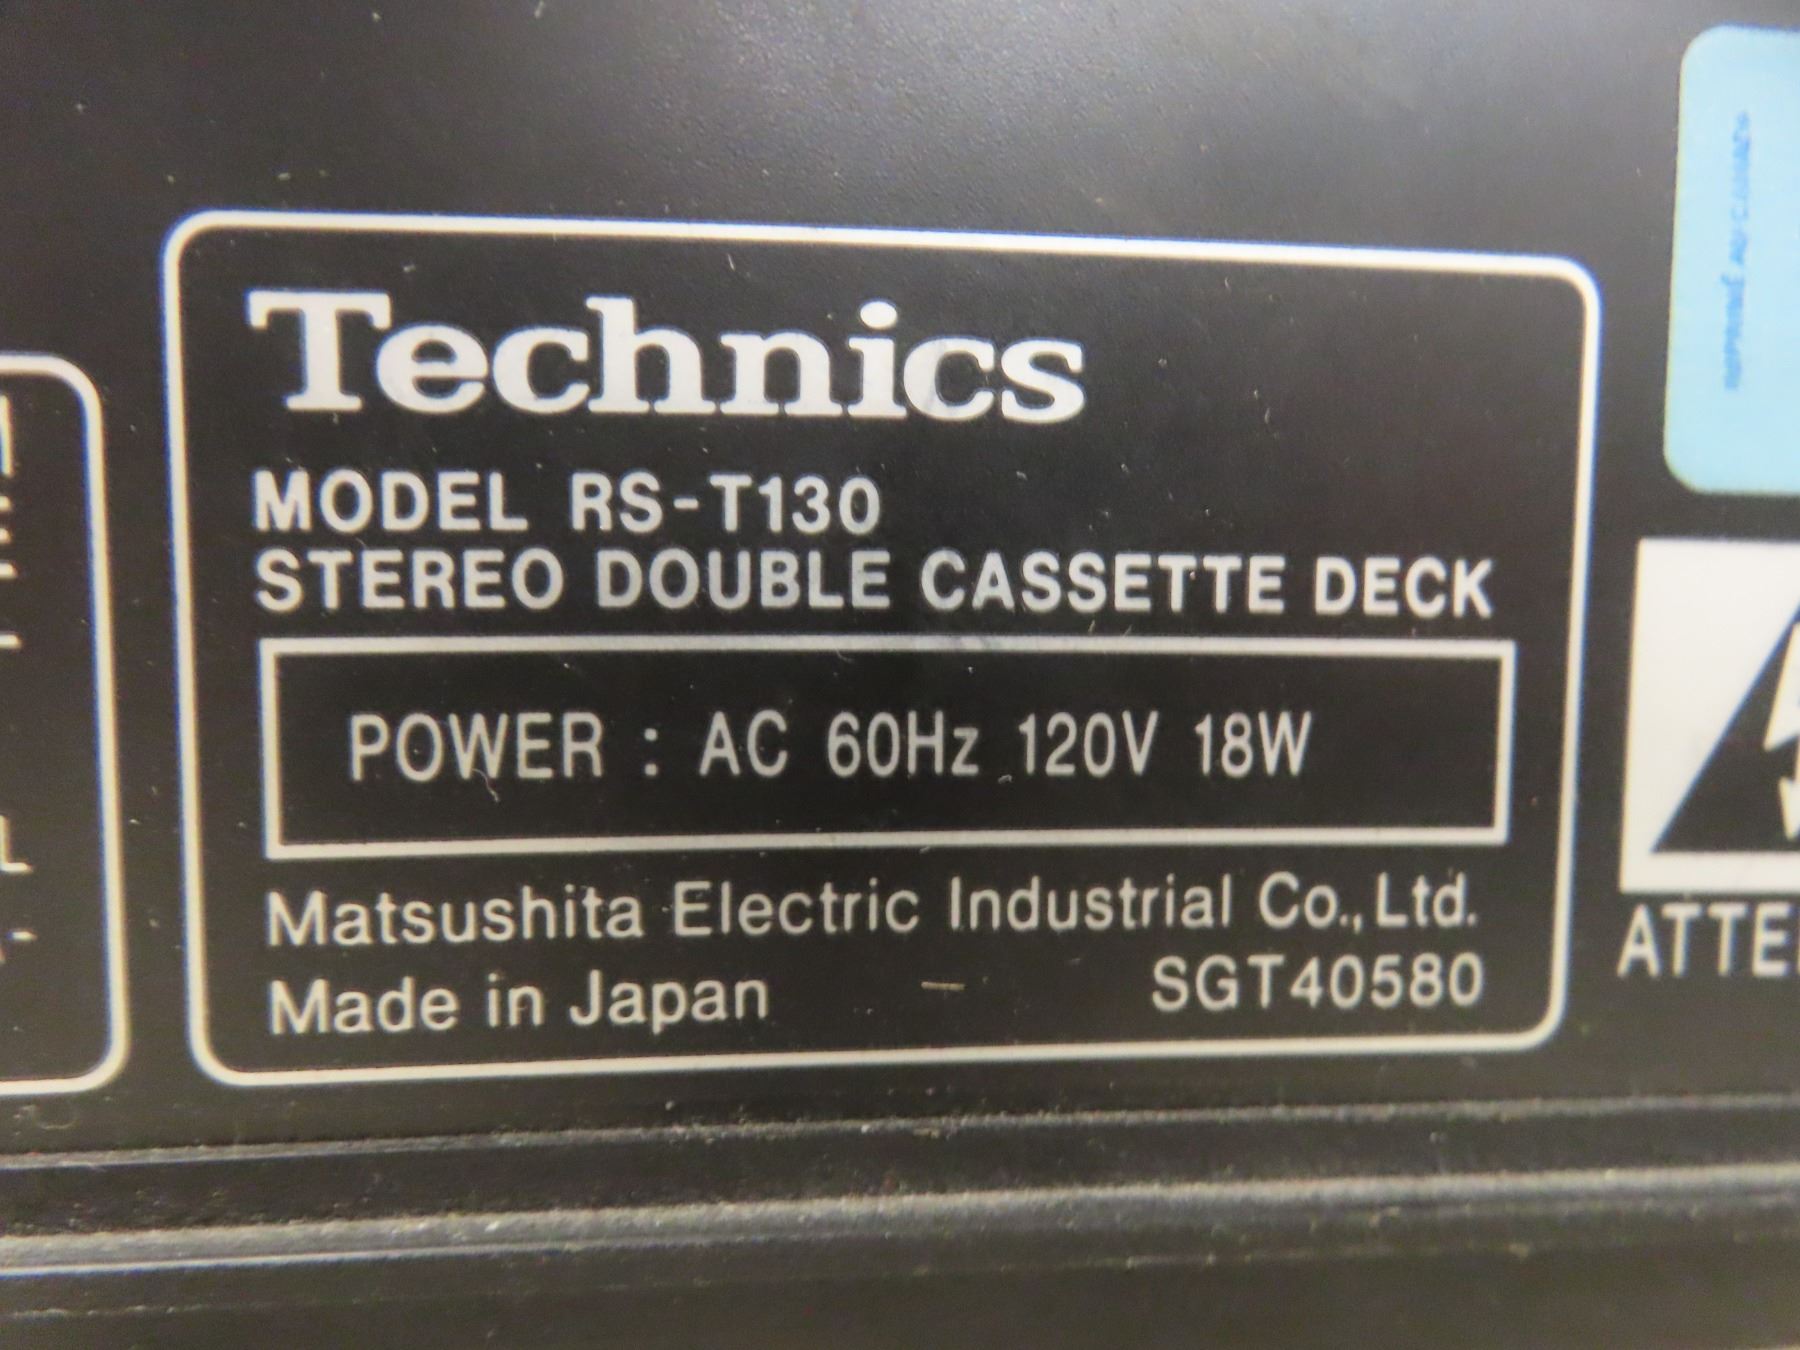 Technics
MODEL RS-T130
STEREO DOUBLE CASSETTE DECK
POWER : AC 60Hz 120V 18W
Matsushita Electric Industrial Co., Ltd.
Made in Japan SGT40580